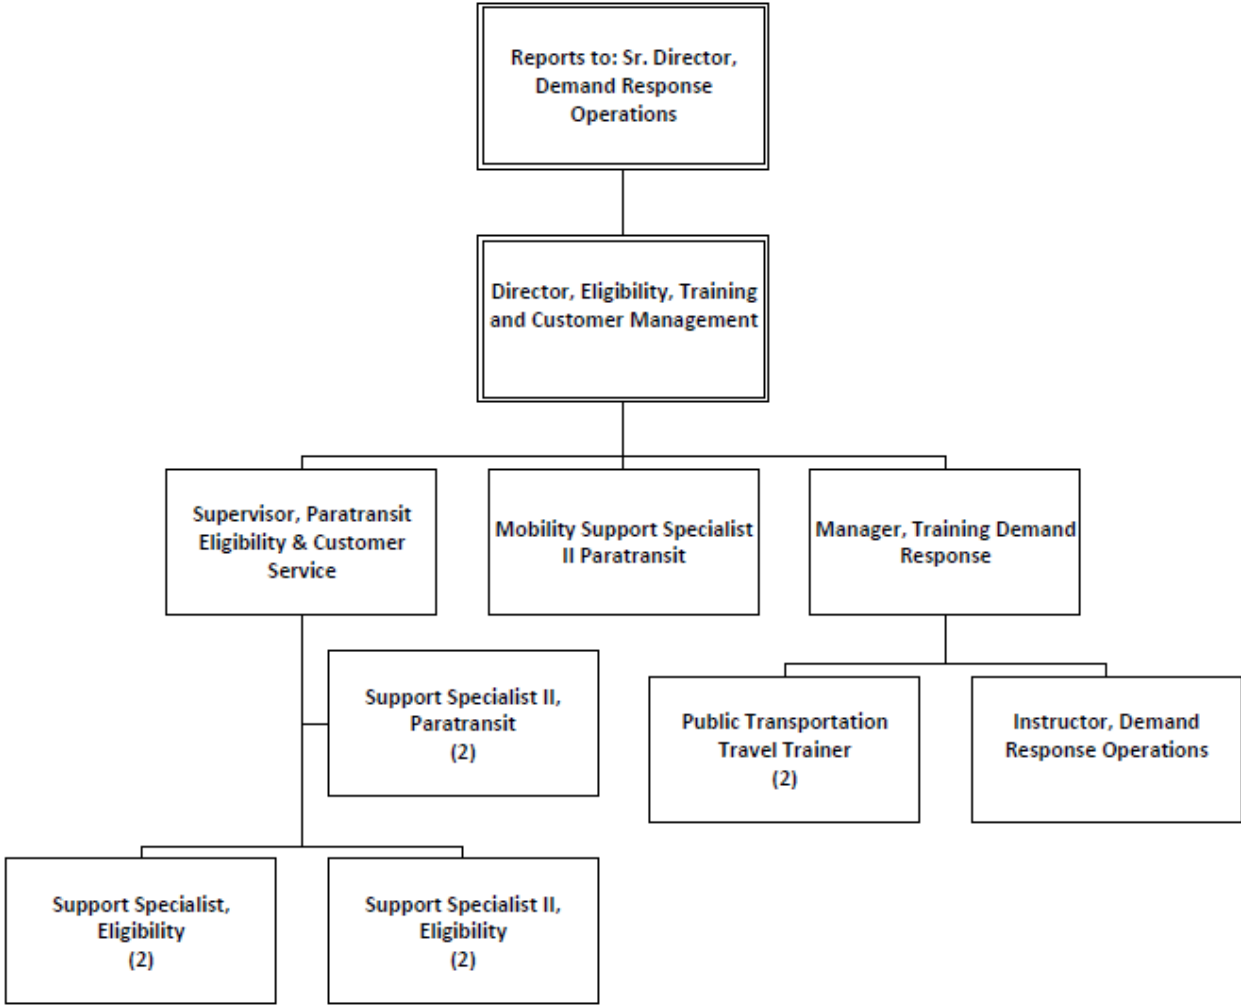 Reports to: Sr. Director,
Demand Response
Operations
Director, Eligibility, Training
and Customer Management
Supervisor, Paratransit
Eligibility & Customer
Service
Mobility Support Specialist
II Paratransit
Manager, Training Demand
Response
Support Specialist II,
Paratransit
(2)
Public Transportation
Travel Trainer
(2)
Instructor, Demand
Response Operations
Support Specialist,
Eligibility
(2)
Support Specialist II,
Eligibility
(2)